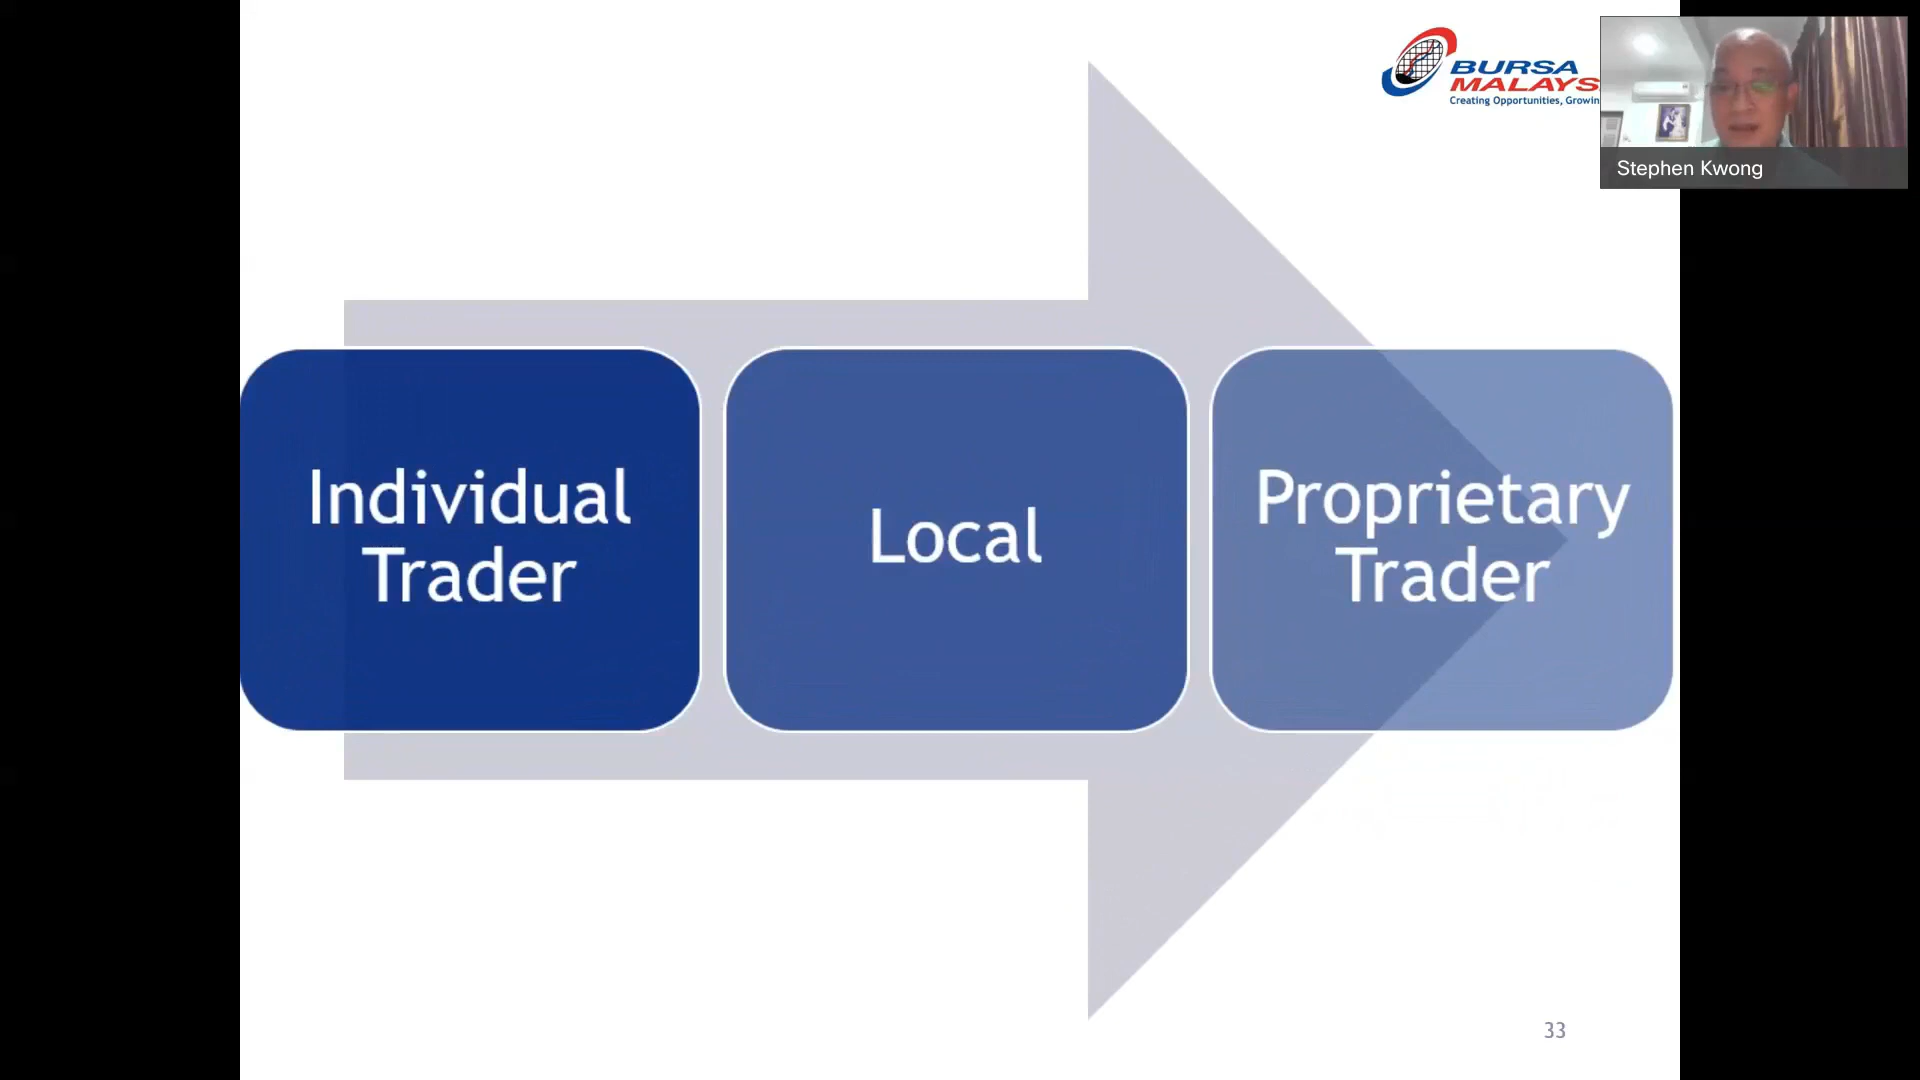 BURSA
MALAYS
Creating Opportunities, Growin
Stephen Kwong
Individual
Trader
Local
Proprietary
Trader
33